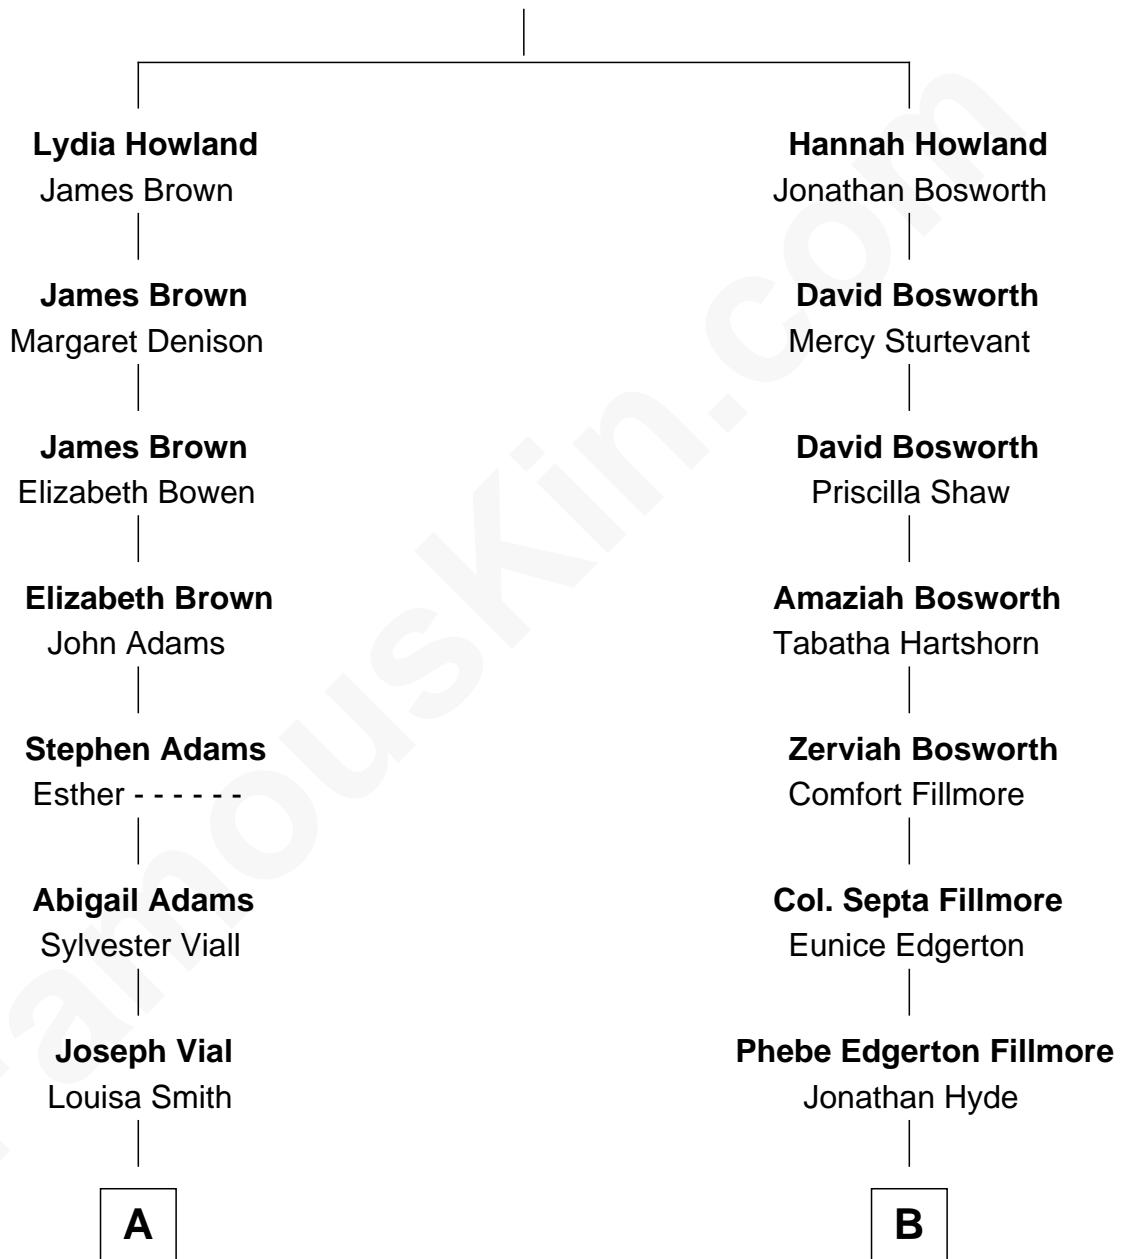 Lydia Howland
James Brown
James Brown
Margaret Denison
James Brown
Elizabeth Bowen
Elizabeth Brown
John Adams
Stephen Adams
Esther - - - - - -
Abigail Adams
Sylvester Viall
Joseph Vial
Louisa Smith
A
Hannah Howland
Jonathan Bosworth
David Bosworth
Mercy Sturtevant
David Bosworth
Priscilla Shaw
Amaziah Bosworth
Tabatha Hartshorn
Zerviah Bosworth
Comfort Fillmore
Col. Septa Fillmore
Eunice Edgerton
Phebe Edgerton Fillmore
Jonathan Hyde
B
FamousKin.com